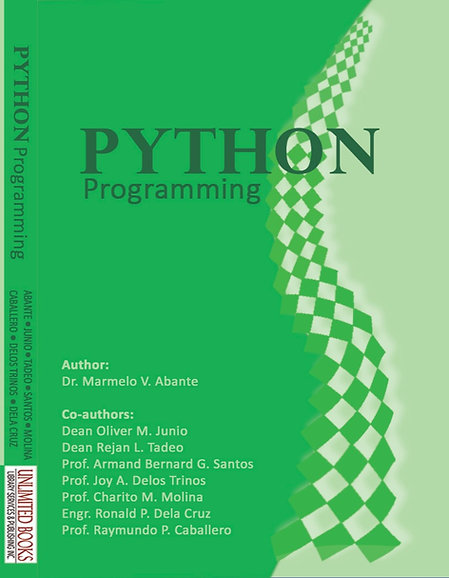 PYTHON Programming
ABANTE • JUNIO • TADEO • SANTOS • MOLINA
CABALLERO • DELOS TRINOS • DELA CRUZ
UNLIMITED BOOKS
LIBRARY SERVICES & PUBLISHING INC.
PYTHON
Programming
Author:
Dr. Marmelo V. Abante
Co-authors:
Dean Oliver M. Junio
Dean Rejan L. Tadeo
Prof. Armand Bernard G. Santos
Prof. Joy A. Delos Trinos
Prof. Charito M. Molina
Engr. Ronald P. Dela Cruz
Prof. Raymundo P. Caballero